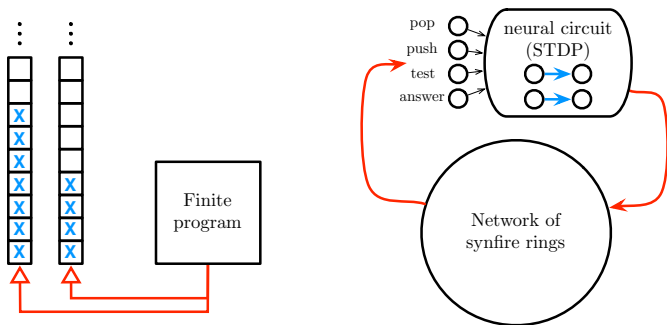 ⋮ ⋮
X
X
X
X X
X X
X X
X X
Finite
program
pop
push
test
answer
neural circuit
(STDP)
Network of
synfire rings